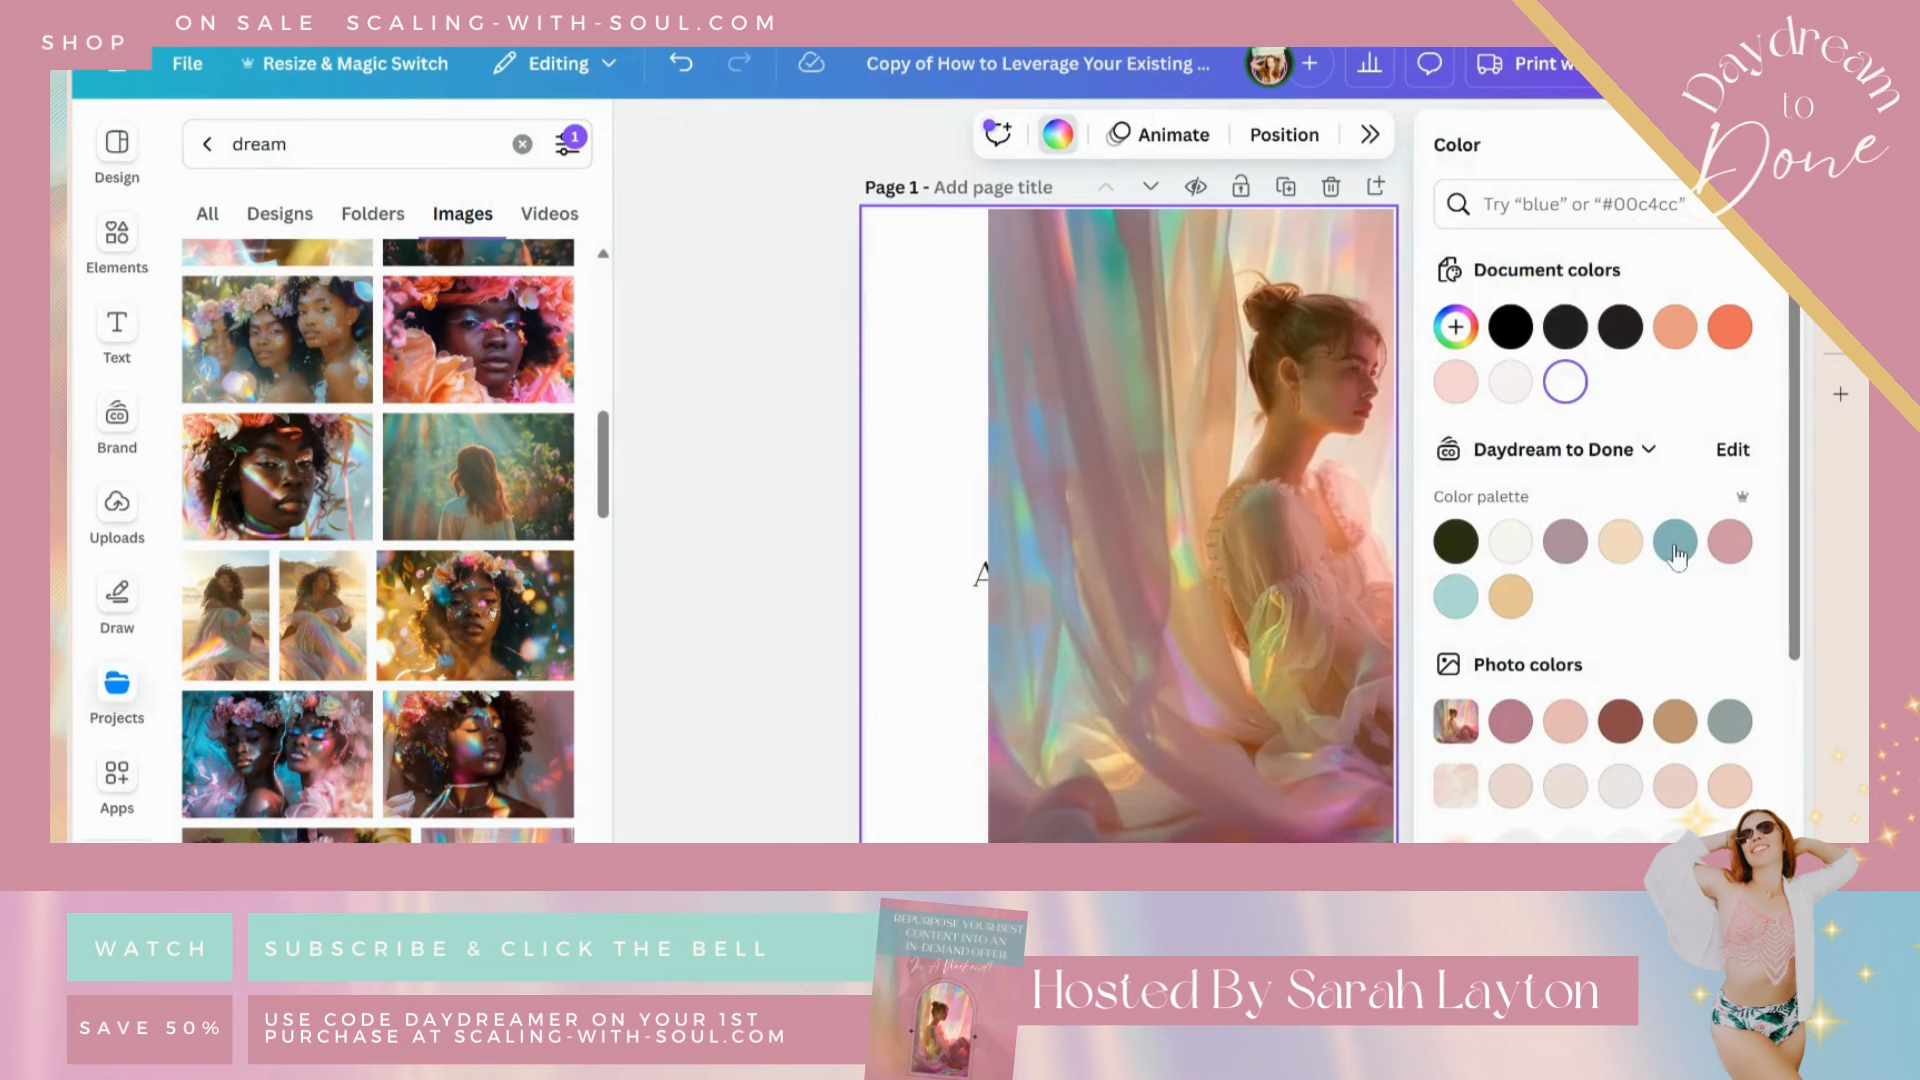 ON SALE SCALING-WITH-SOUL.COM
SHOP
File
Resize & Magic Switch
Editing
Copy of How to Leverage Your Existing ...
Print w
Daydream
to
Done
dream
1
All
Designs
Folders
Images
Videos
Design
Elements
Text
Brand
Uploads
Draw
Projects
Apps
Animate
Position
Page 1 - Add page title
A
Color
Try “blue” or “#00c4cc”
Document colors
Daydream to Done
Edit
Color palette
Photo colors
WATCH
SUBSCRIBE & CLICK THE BELL
SAVE 50%
USE CODE DAYDREAMER ON YOUR 1ST
PURCHASE AT SCALING-WITH-SOUL.COM
REPURPOSE YOUR BEST
CONTENT INTO AN
IN-DEMAND OFFER
In A Weekend!
Hosted By Sarah Layton